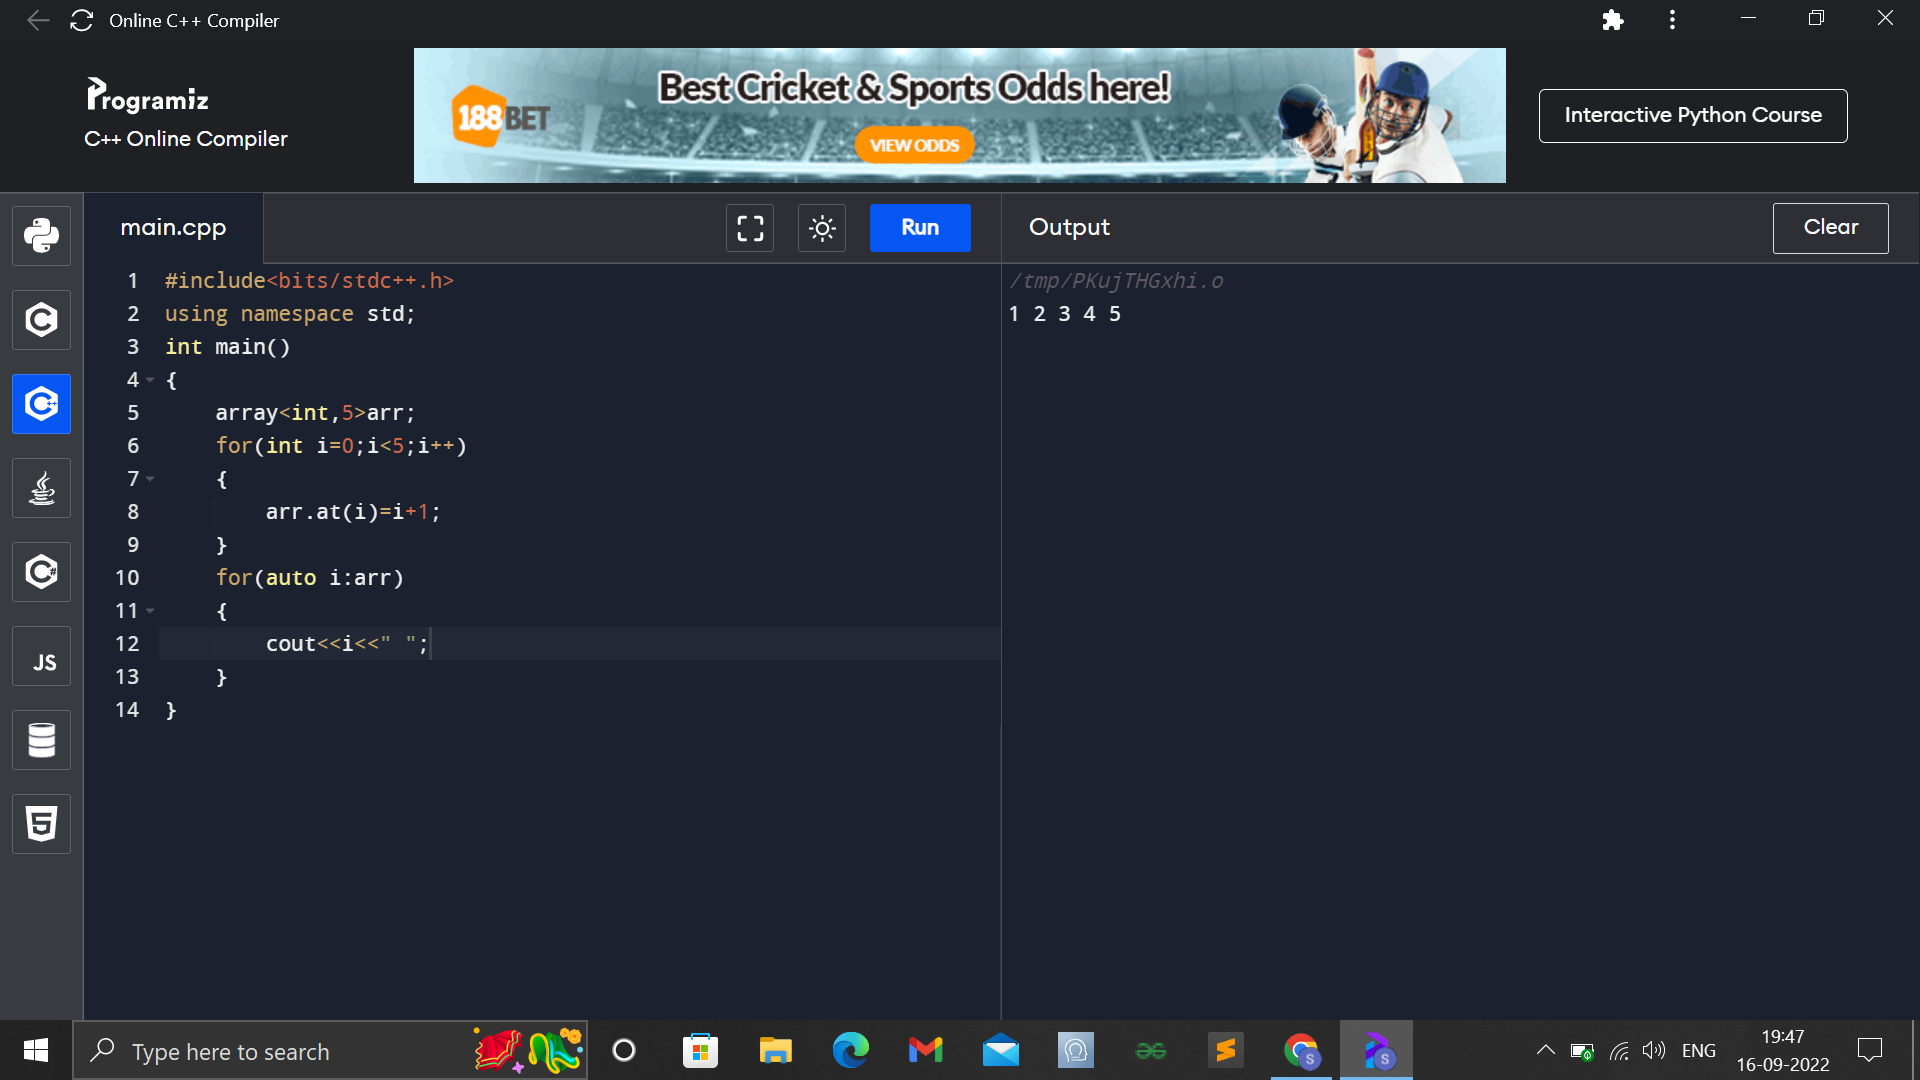 Online C++ Compiler
Programiz
C++ Online Compiler
188BET
Best Cricket & Sports Odds here!
VIEW ODDS
Interactive Python Course
main.cpp
Run
Output
Clear
1 #include<bits/stdc++.h>
2 using namespace std;
3 int main()
4 {
5     array<int,5>arr;
6     for(int i=0;i<5;i++)
7     {
8         arr.at(i)=i+1;
9     }
10     for(auto i:arr)
11     {
12         cout<<i<<" ";
13     }
14 }
/tmp/PKujTHGxhi.o
1 2 3 4 5
JS
Type here to search
S
S
ENG
19:47
16-09-2022